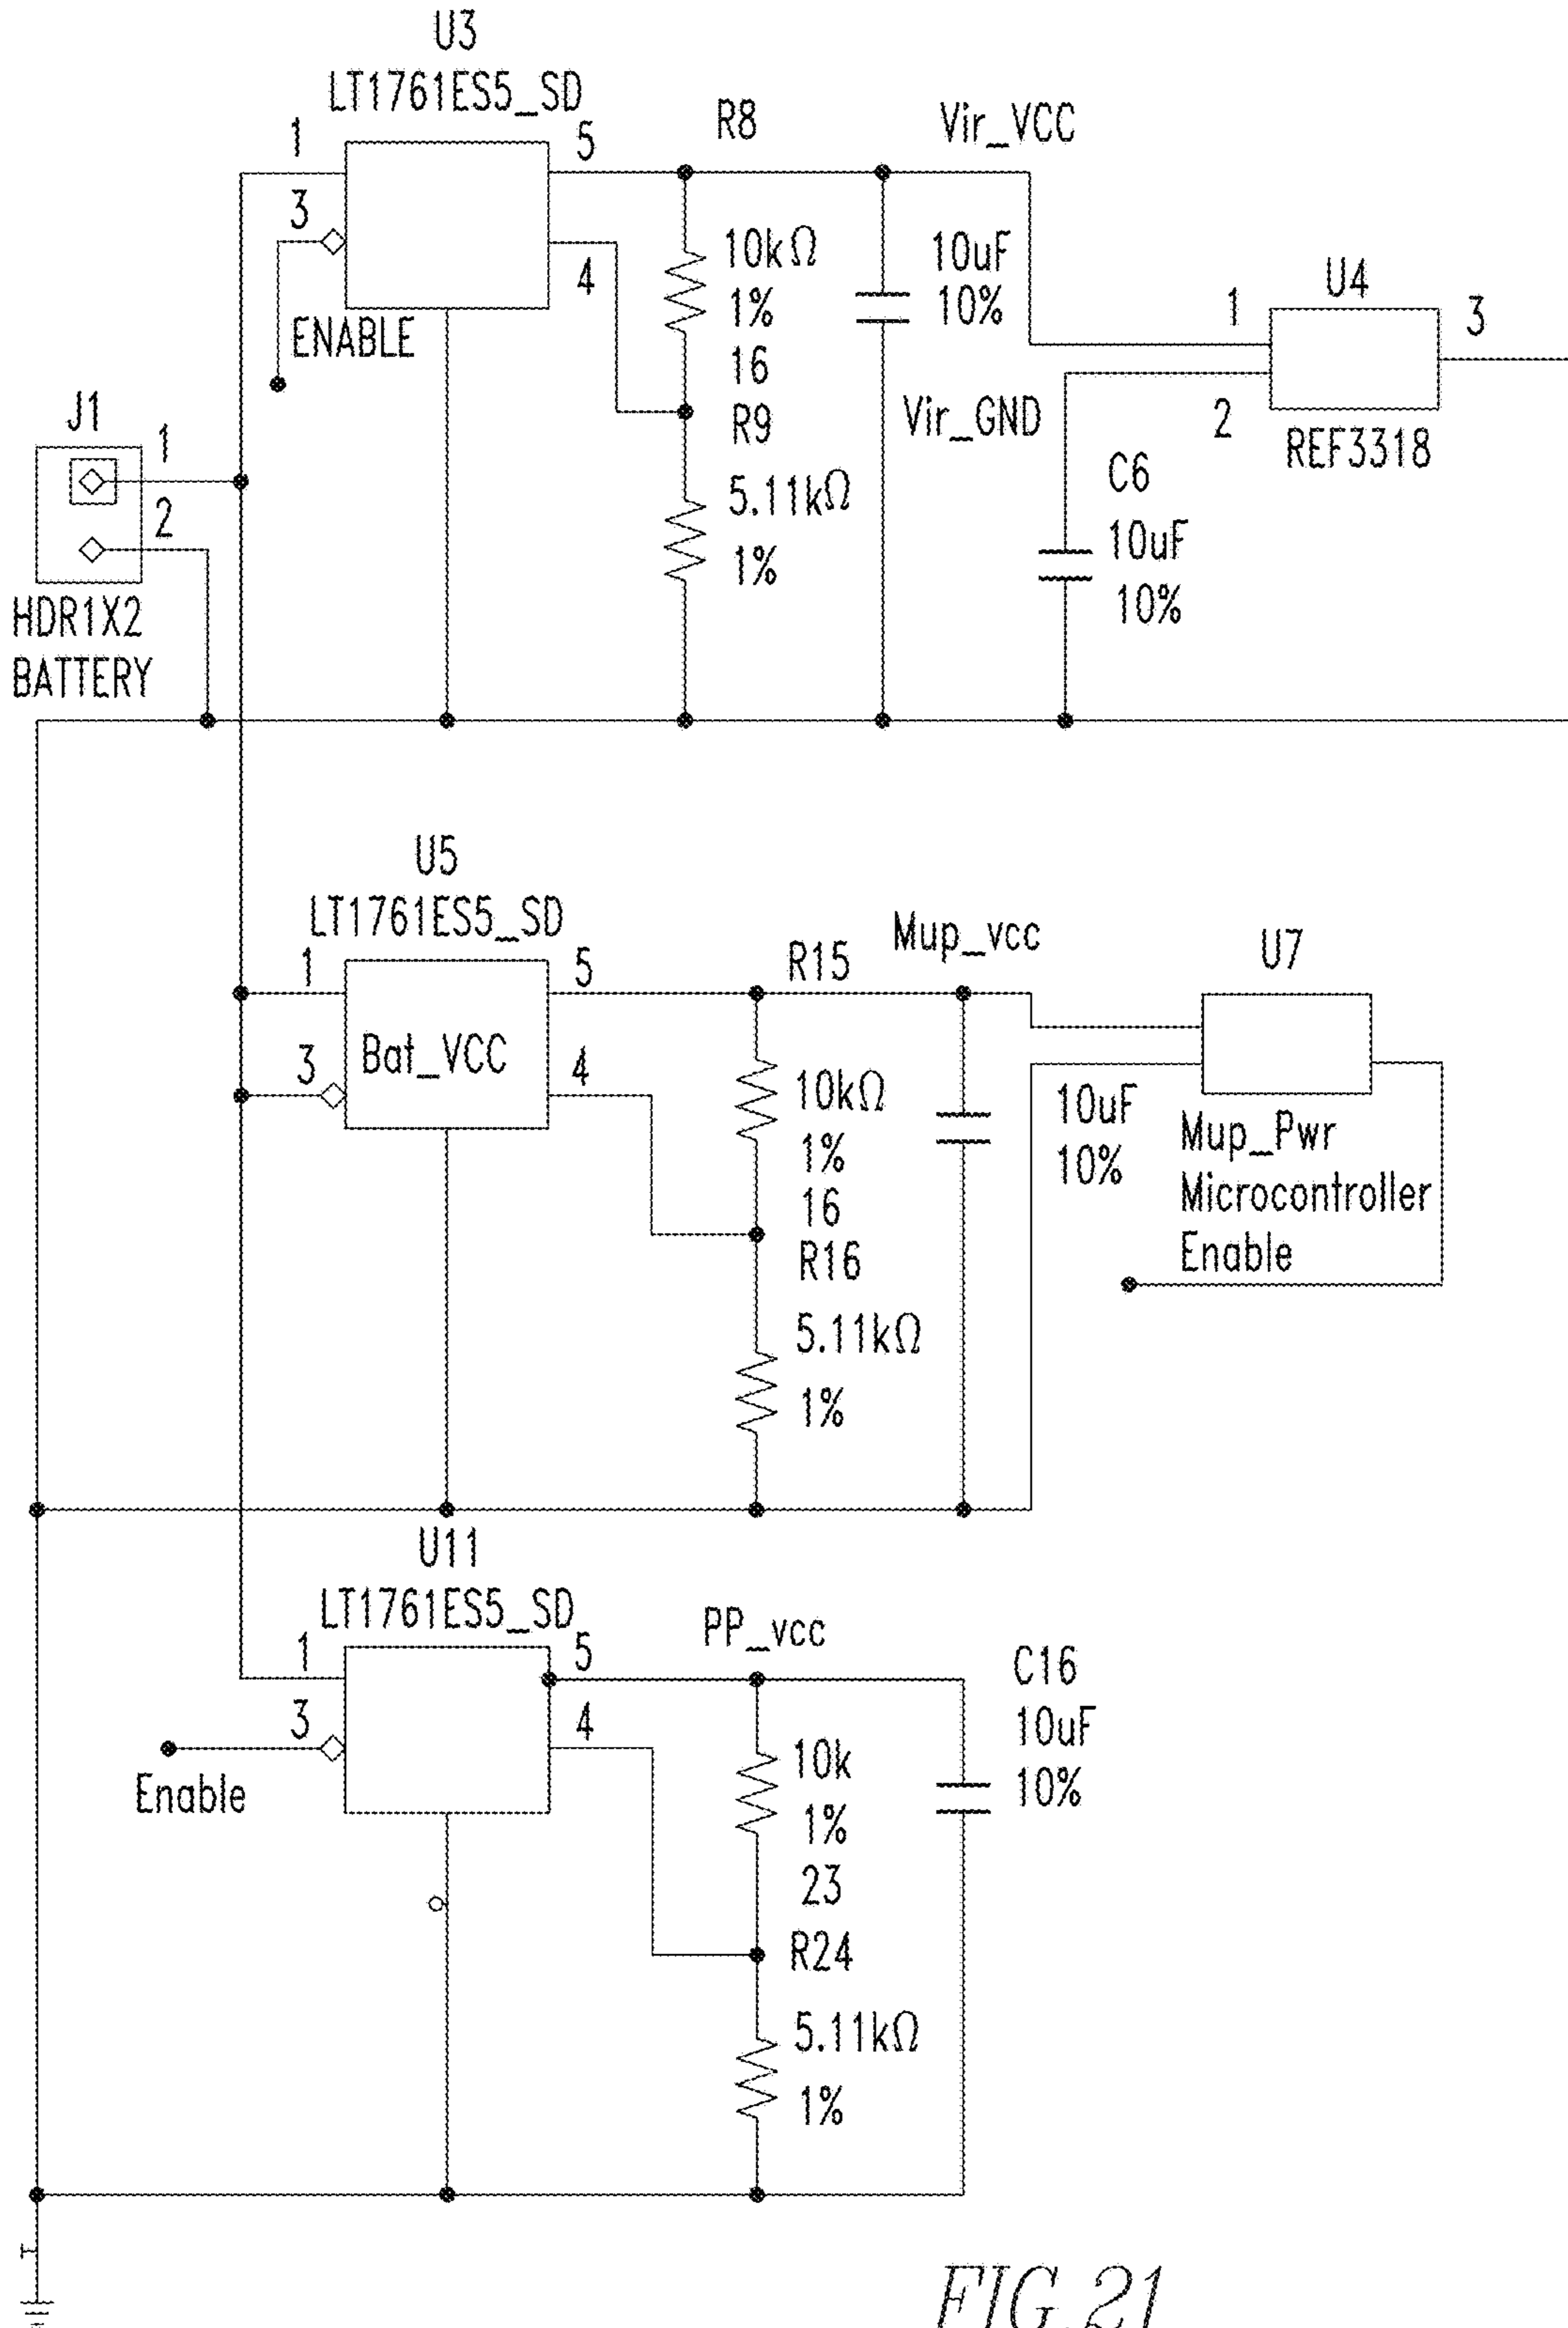 U3
LT1761ES5_SD
1
3
5
4
ENABLE
R8
10kΩ
1%
16
R9
5.11kΩ
1%
Vir_VCC
10uF
10%
Vir_GND
C6
10uF
10%
U4
1
2
3
REF3318
J1
1
2
HDR1X2
BATTERY
U5
LT1761ES5_SD
1
3
Bat_VCC
5
4
R15
10kΩ
1%
16
R16
5.11kΩ
1%
Mup_vcc
10uF
10%
U7
Mup_Pwr
Microcontroller
Enable
U11
LT1761ES5_SD
1
3
Enable
5
4
PP_vcc
10k
1%
23
R24
5.11kΩ
1%
C16
10uF
10%
FIG.21